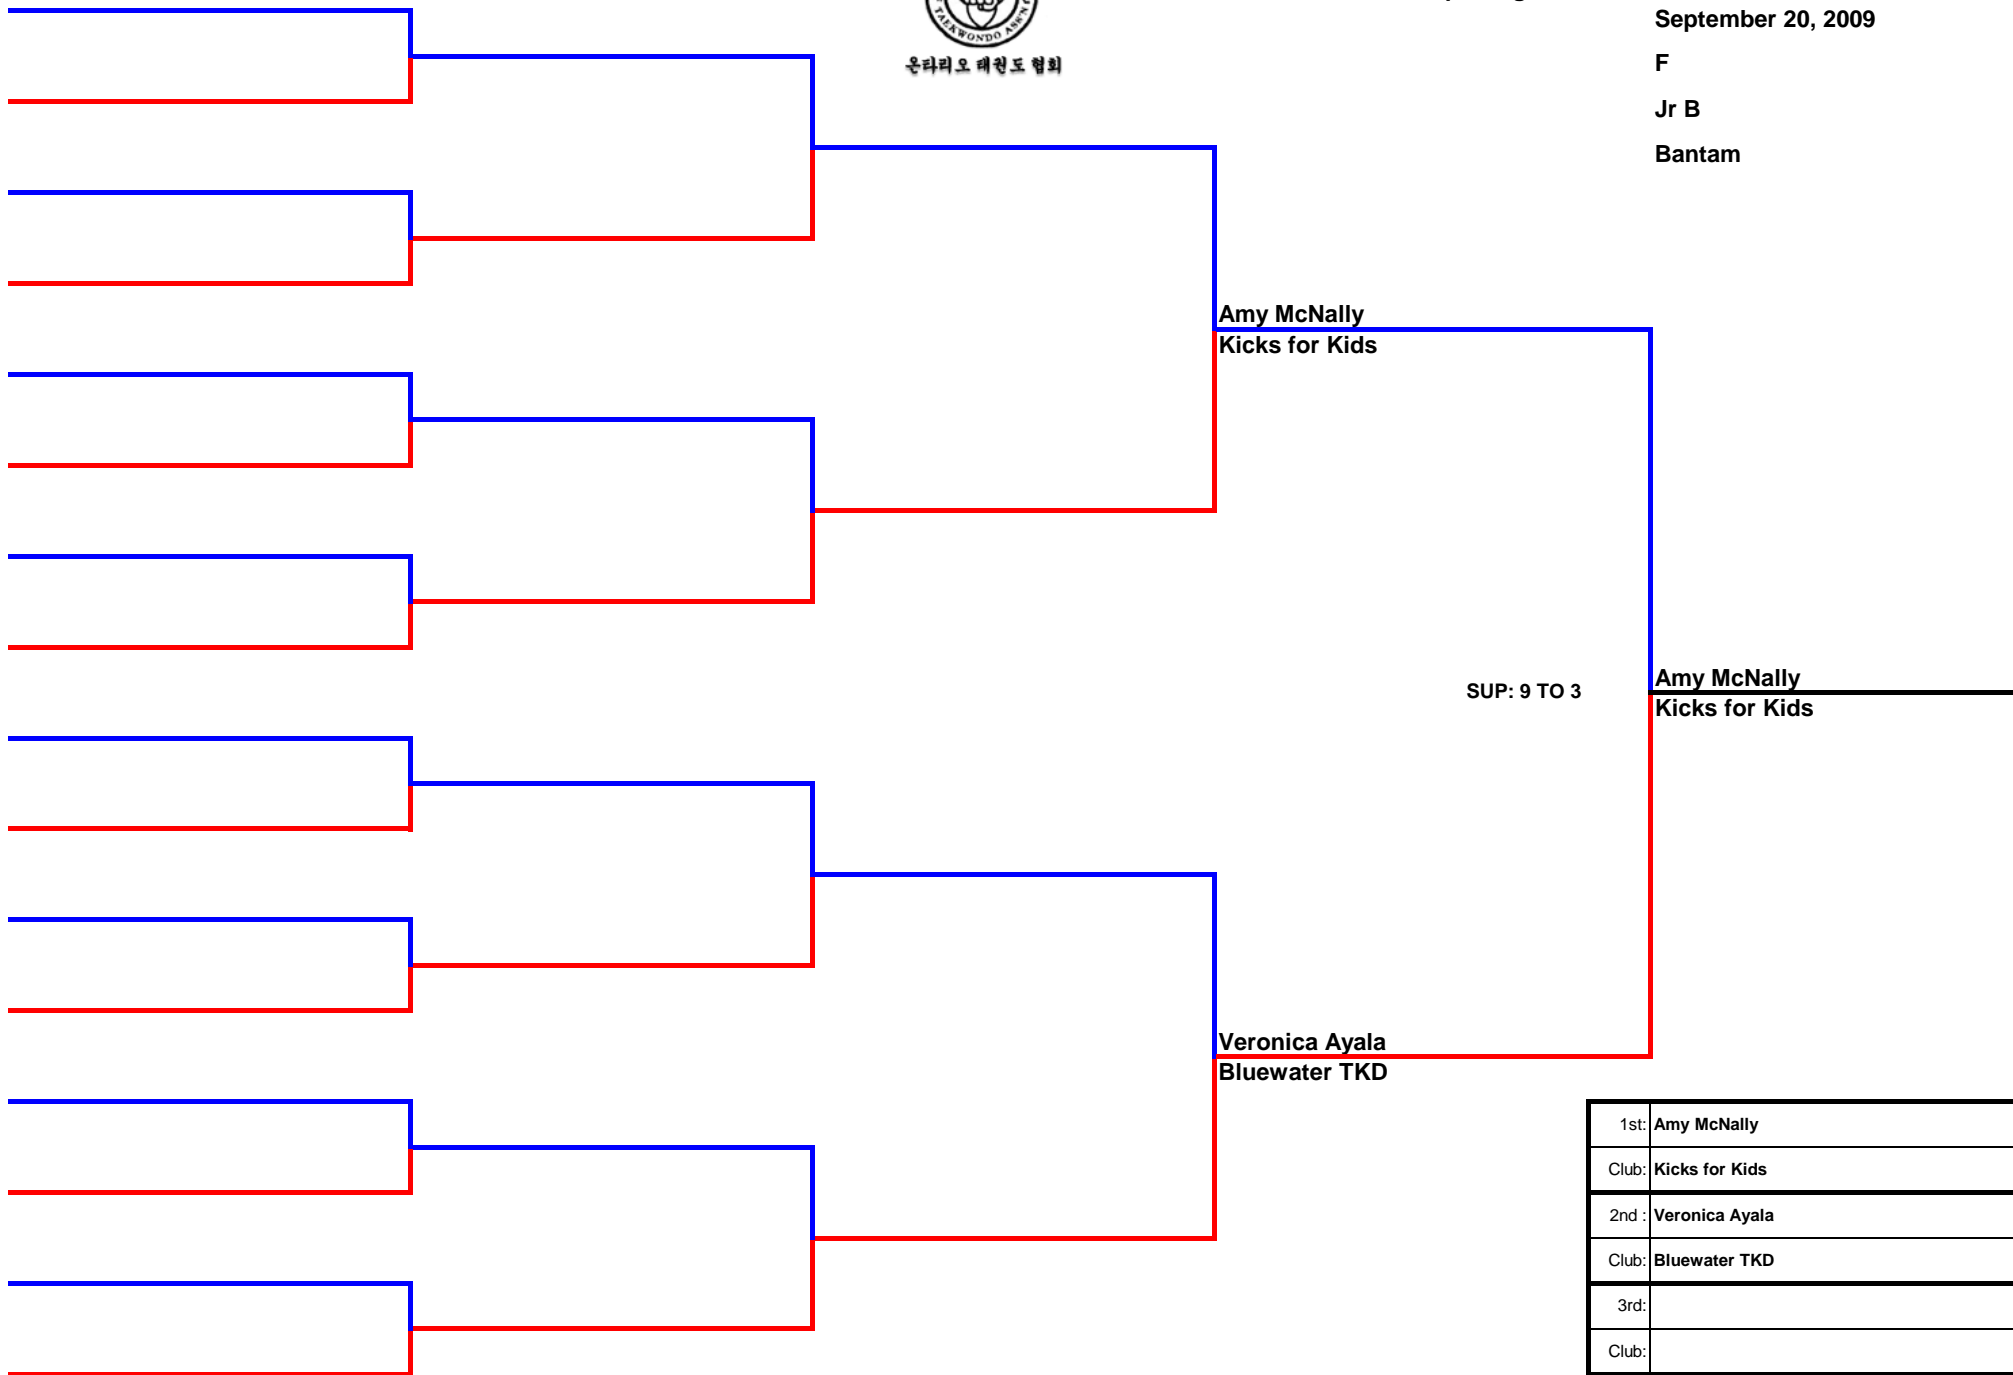 TAEKWONDO ASS'N
온타리오 태권도 협회
September 20, 2009
F
Jr B
Bantam
Amy McNally
Kicks for Kids
SUP: 9 TO 3
Amy McNally
Kicks for Kids
Veronica Ayala
Bluewater TKD
1st: Amy McNally
Club: Kicks for Kids
2nd : Veronica Ayala
Club: Bluewater TKD
3rd:
Club: